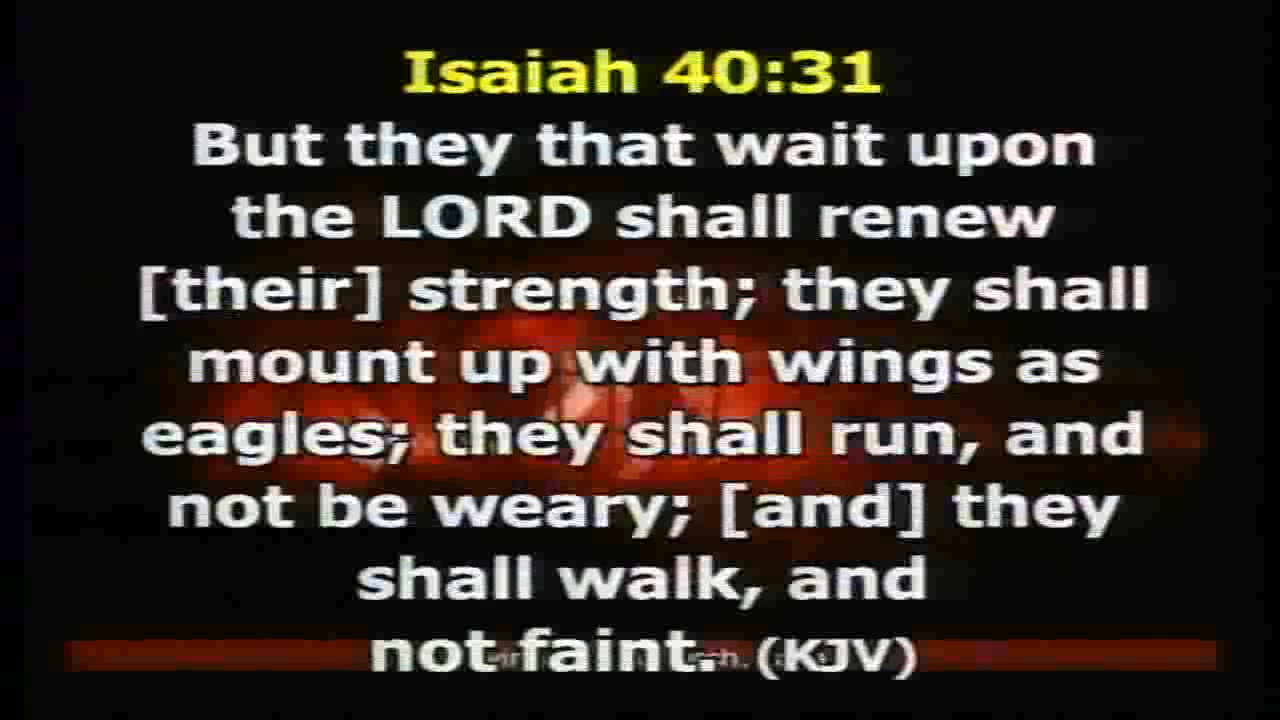 Isaiah 40:31
But they that wait upon
the LORD shall renew
[their] strength; they shall
mount up with wings as
eagles; they shall run, and
not be weary; [and] they
shall walk, and
not faint. (KJV)